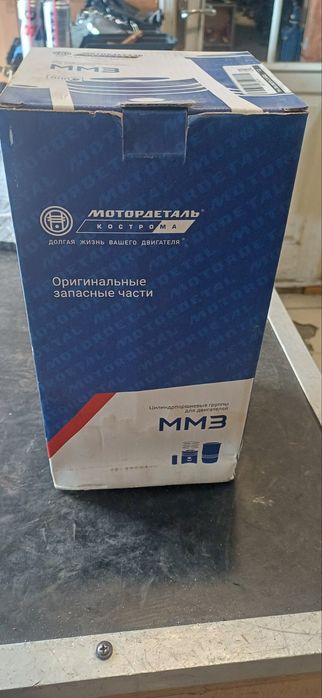 ММЗ
МОТОРДЕТАЛЬ®
КОСТРОМА
ДОЛГАЯ ЖИЗНЬ ВАШЕГО ДВИГАТЕЛЯ
Оригинальные
запасные части
Цилиндропоршневые группы
для двигателей
ММЗ